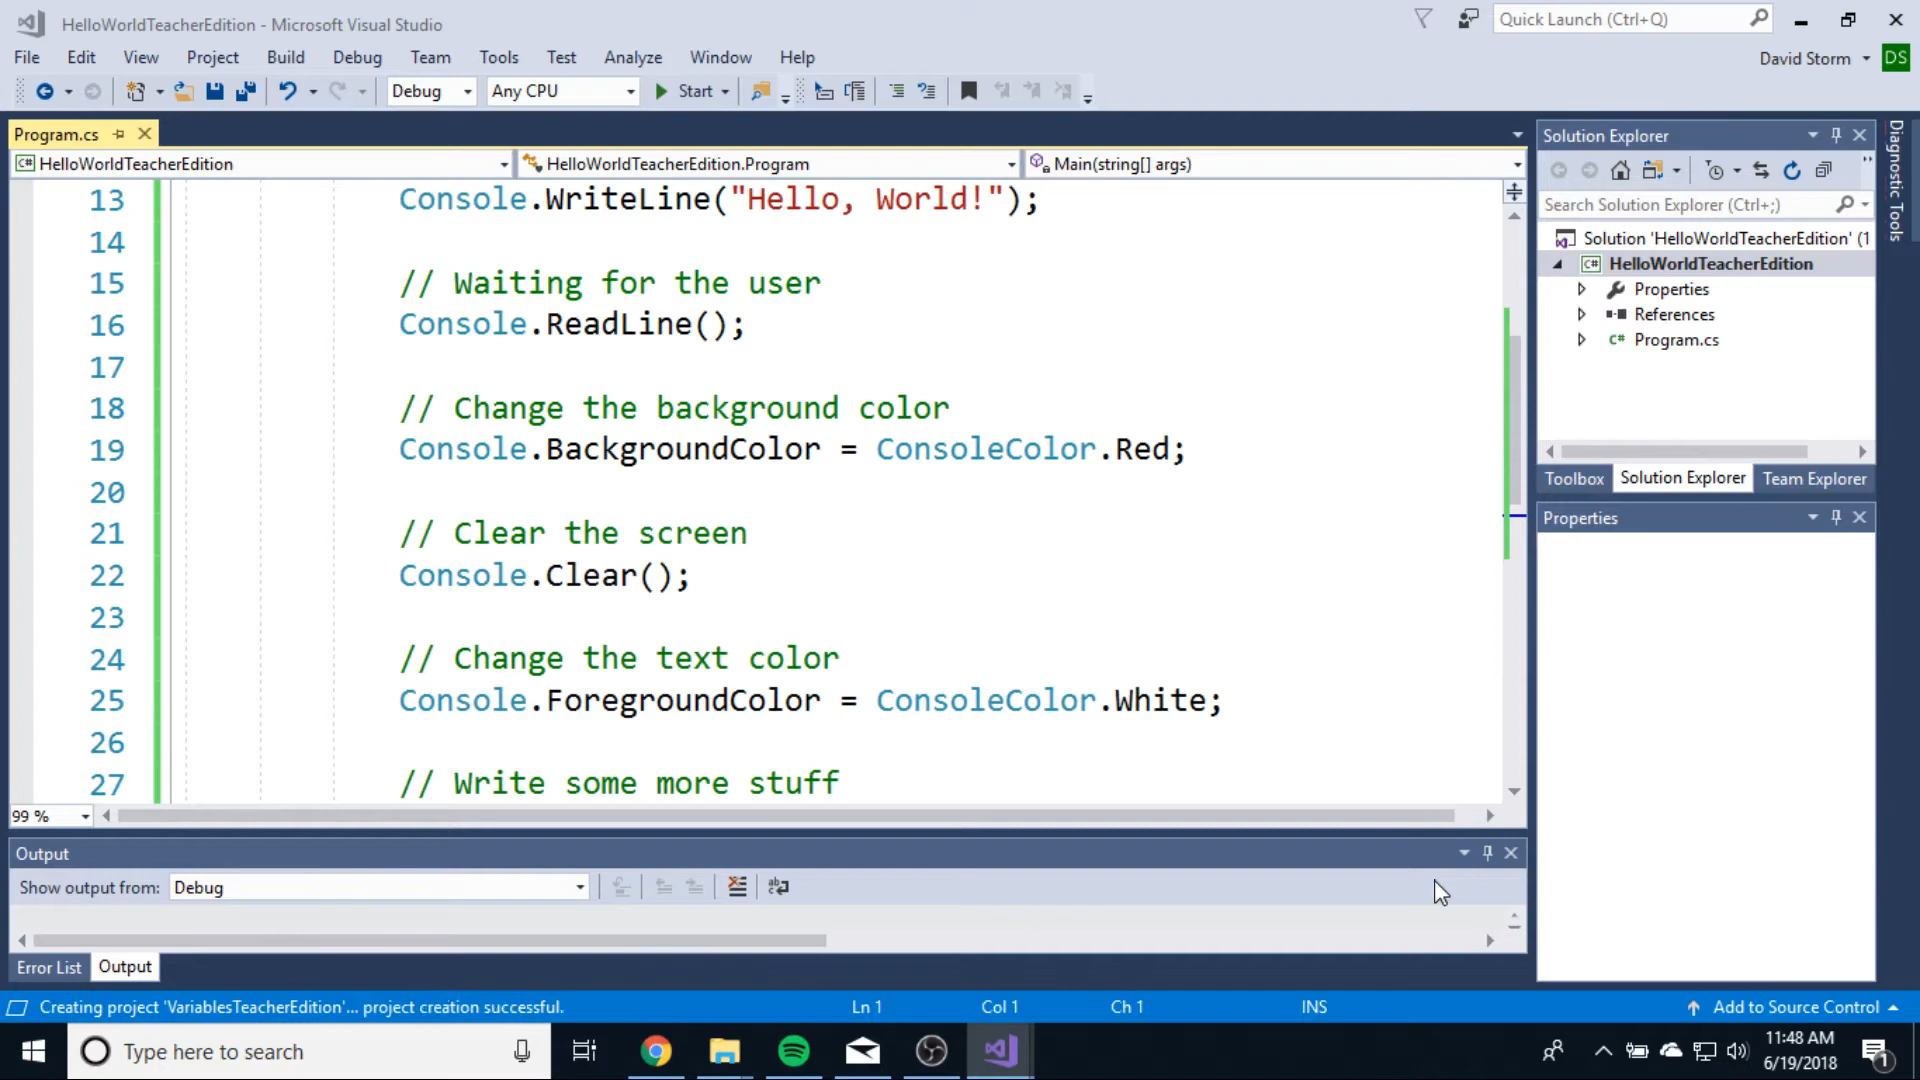 HelloWorldTeacherEdition - Microsoft Visual Studio
Quick Launch (Ctrl+Q)
File Edit View Project Build Debug Team Tools Test Analyze Window Help
David Storm DS
Debug Any CPU Start
Program.cs
HelloWorldTeacherEdition HelloWorldTeacherEdition.Program Main(string[] args)
13 Console.WriteLine("Hello, World!");
14
15 // Waiting for the user
16 Console.ReadLine();
17
18 // Change the background color
19 Console.BackgroundColor = ConsoleColor.Red;
20
21 // Clear the screen
22 Console.Clear();
23
24 // Change the text color
25 Console.ForegroundColor = ConsoleColor.White;
26
27 // Write some more stuff
99 %
Output
Show output from: Debug
Error List Output
Solution Explorer
Search Solution Explorer (Ctrl+;)
Solution 'HelloWorldTeacherEdition' (1
C# HelloWorldTeacherEdition
Properties
References
C# Program.cs
Toolbox Solution Explorer Team Explorer
Properties
Diagnostic Tools
Creating project 'VariablesTeacherEdition'... project creation successful. Ln 1 Col 1 Ch 1 INS Add to Source Control
Type here to search
11:48 AM
6/19/2018
1